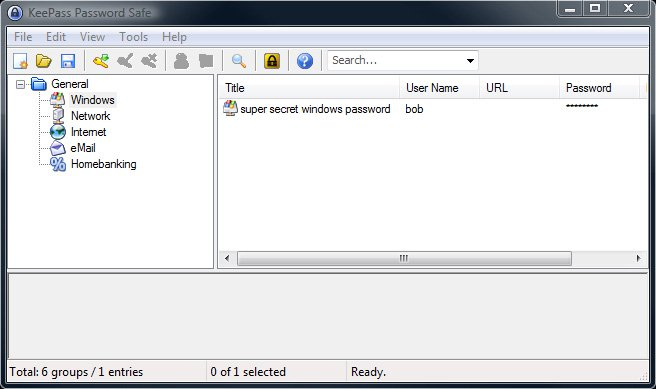 KeePass Password Safe
File Edit View Tools Help
Search...
General
Windows
Network
Internet
eMail
Homebanking
Title User Name URL Password
super secret windows password bob ********
Total: 6 groups / 1 entries 0 of 1 selected Ready.